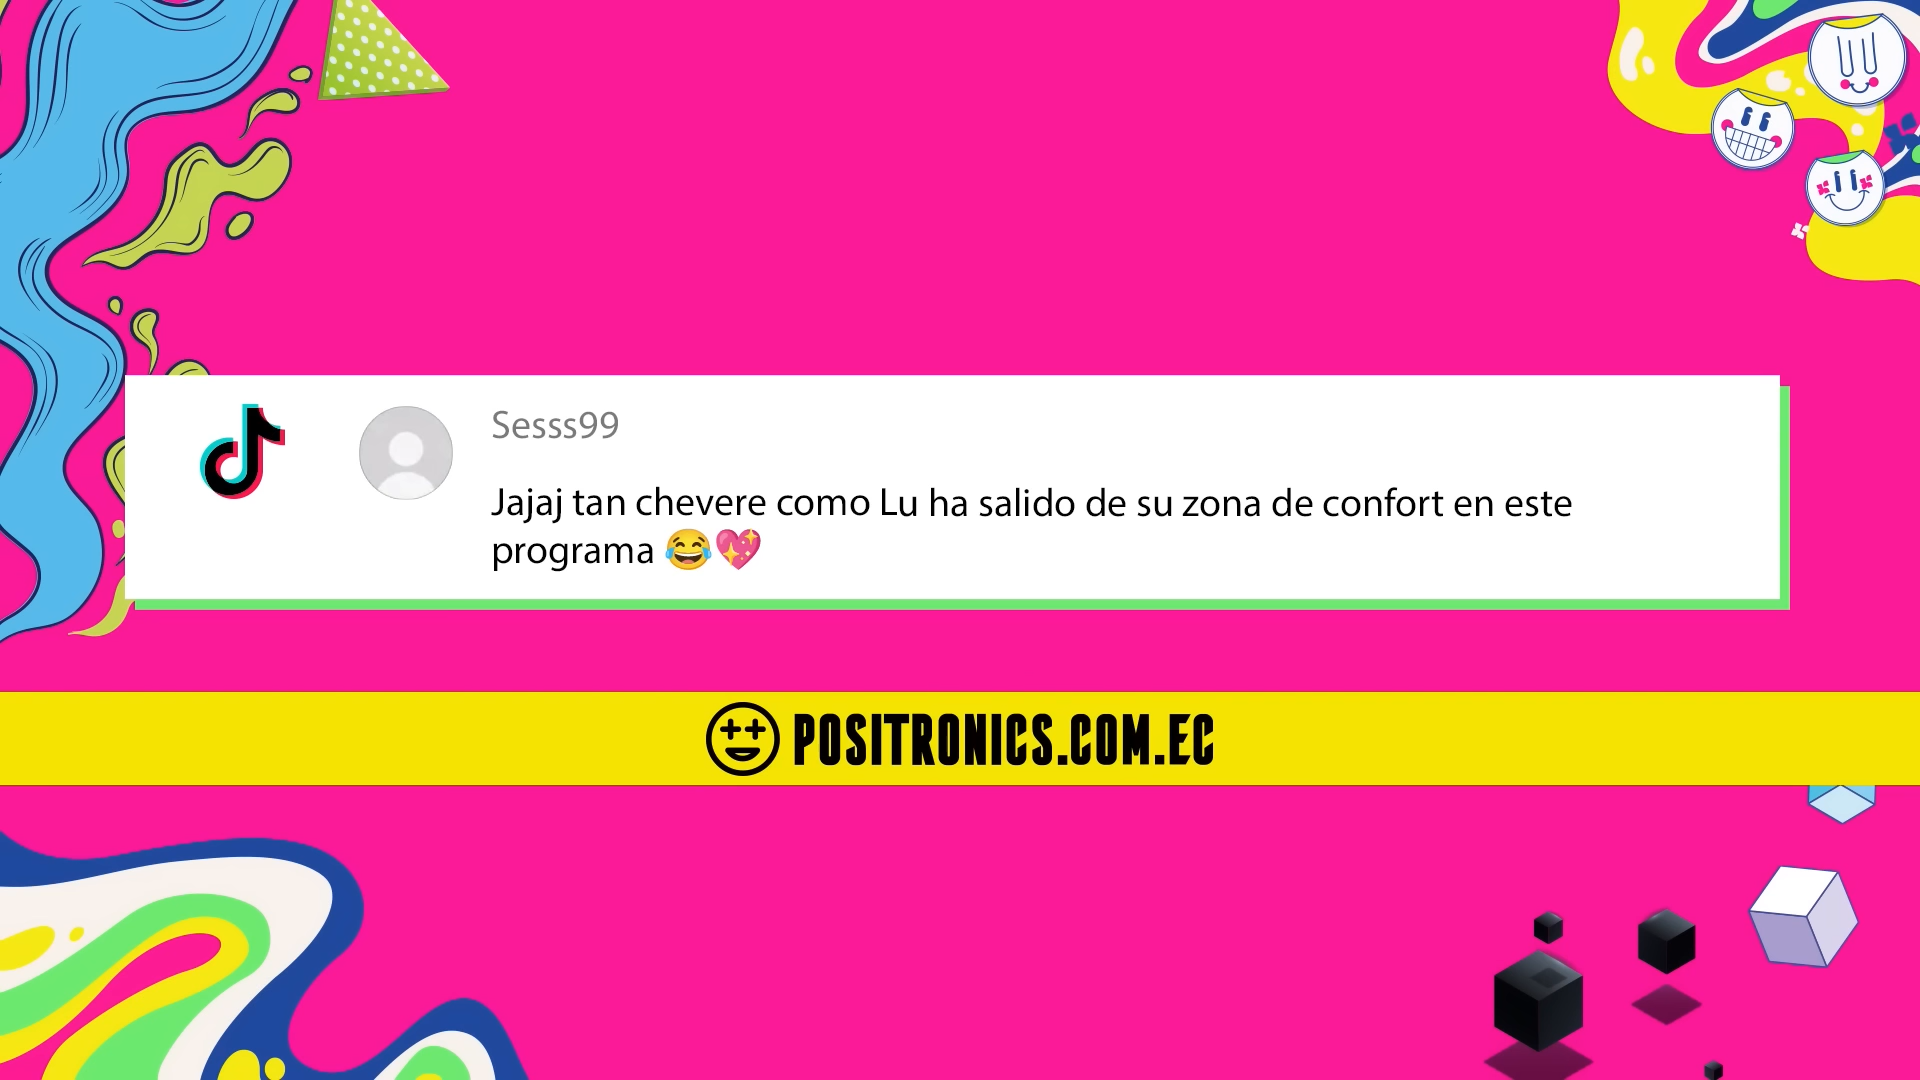 Sesss99
Jajaj tan chevere como Lu ha salido de su zona de confort en este
programa 😂💖
POSITRONICS.COM.EC